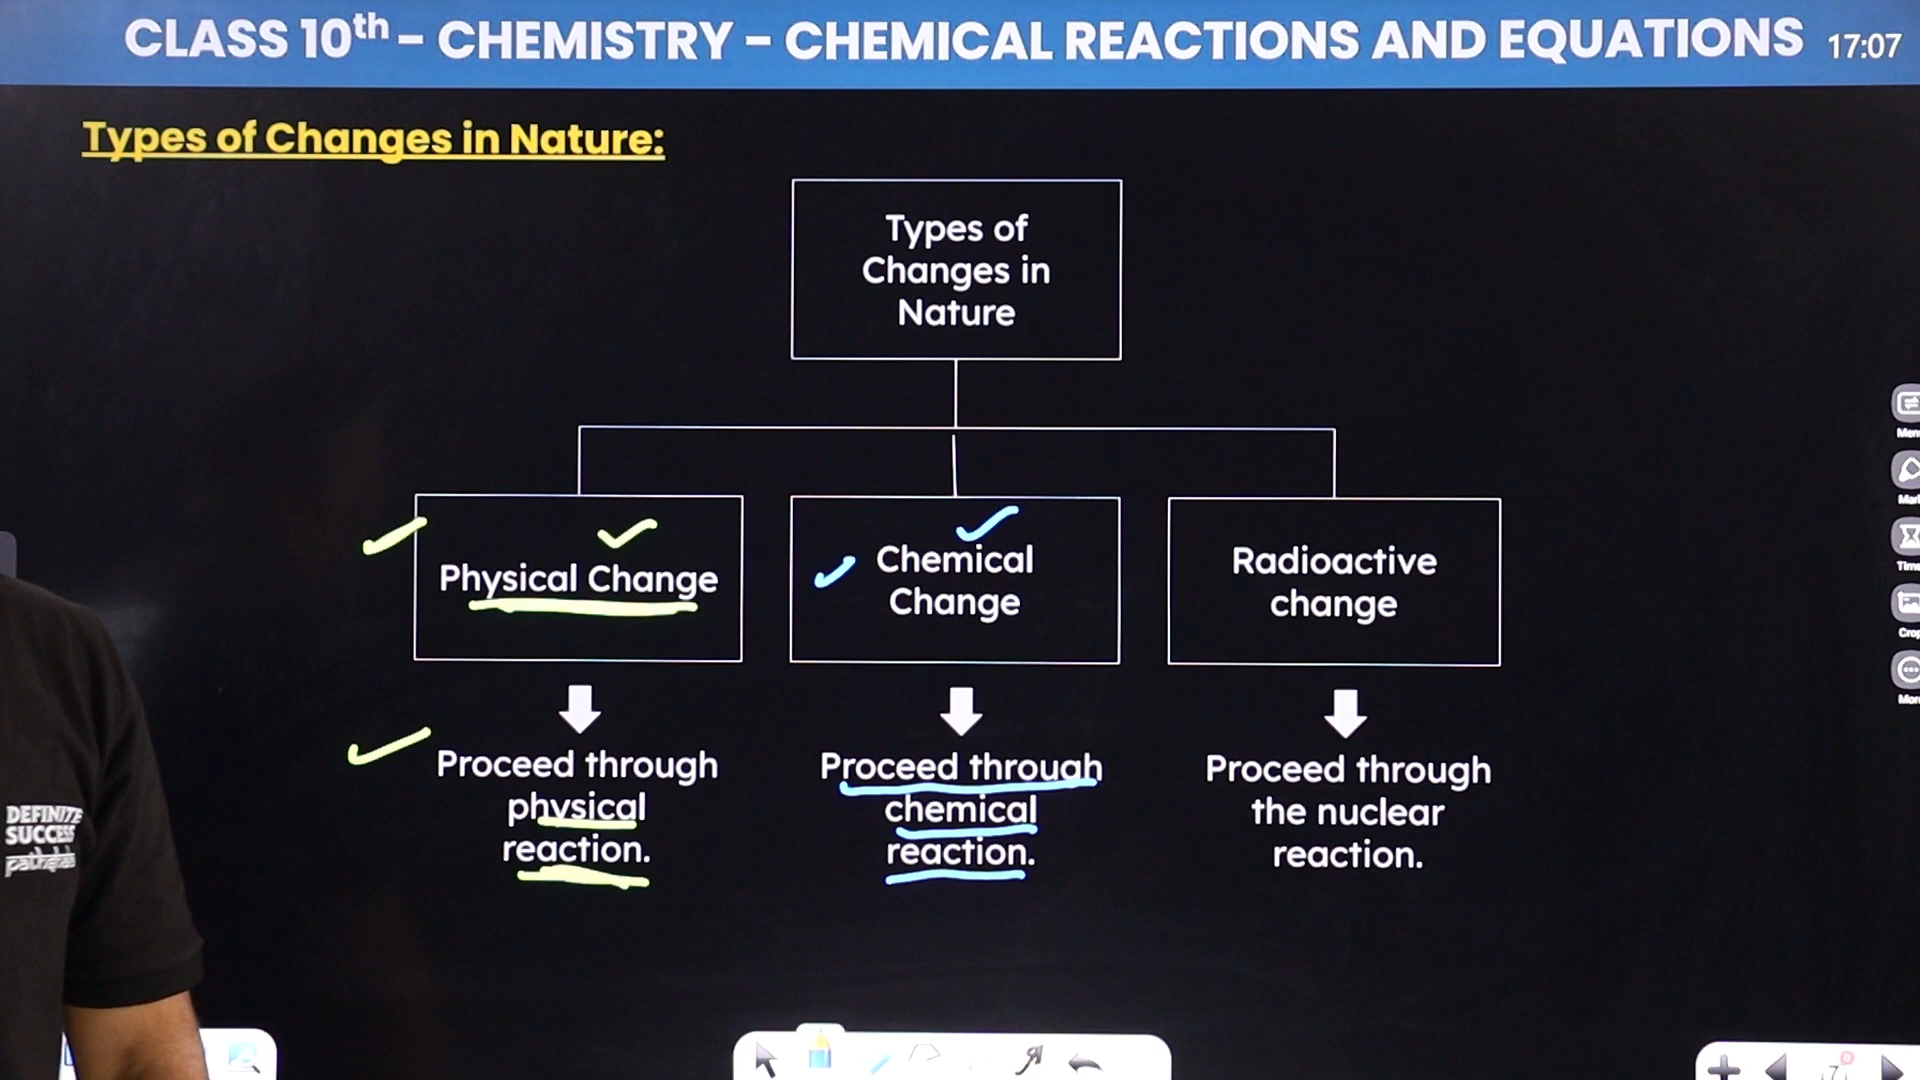 CLASS 10th - CHEMISTRY - CHEMICAL REACTIONS AND EQUATIONS
17:07
Types of Changes in Nature:
Types of
Changes in
Nature
Physical Change
Chemical
Change
Radioactive
change
Proceed through
physical
reaction.
Proceed through
chemical
reaction.
Proceed through
the nuclear
reaction.
DEFINITE
SUCCESS
7